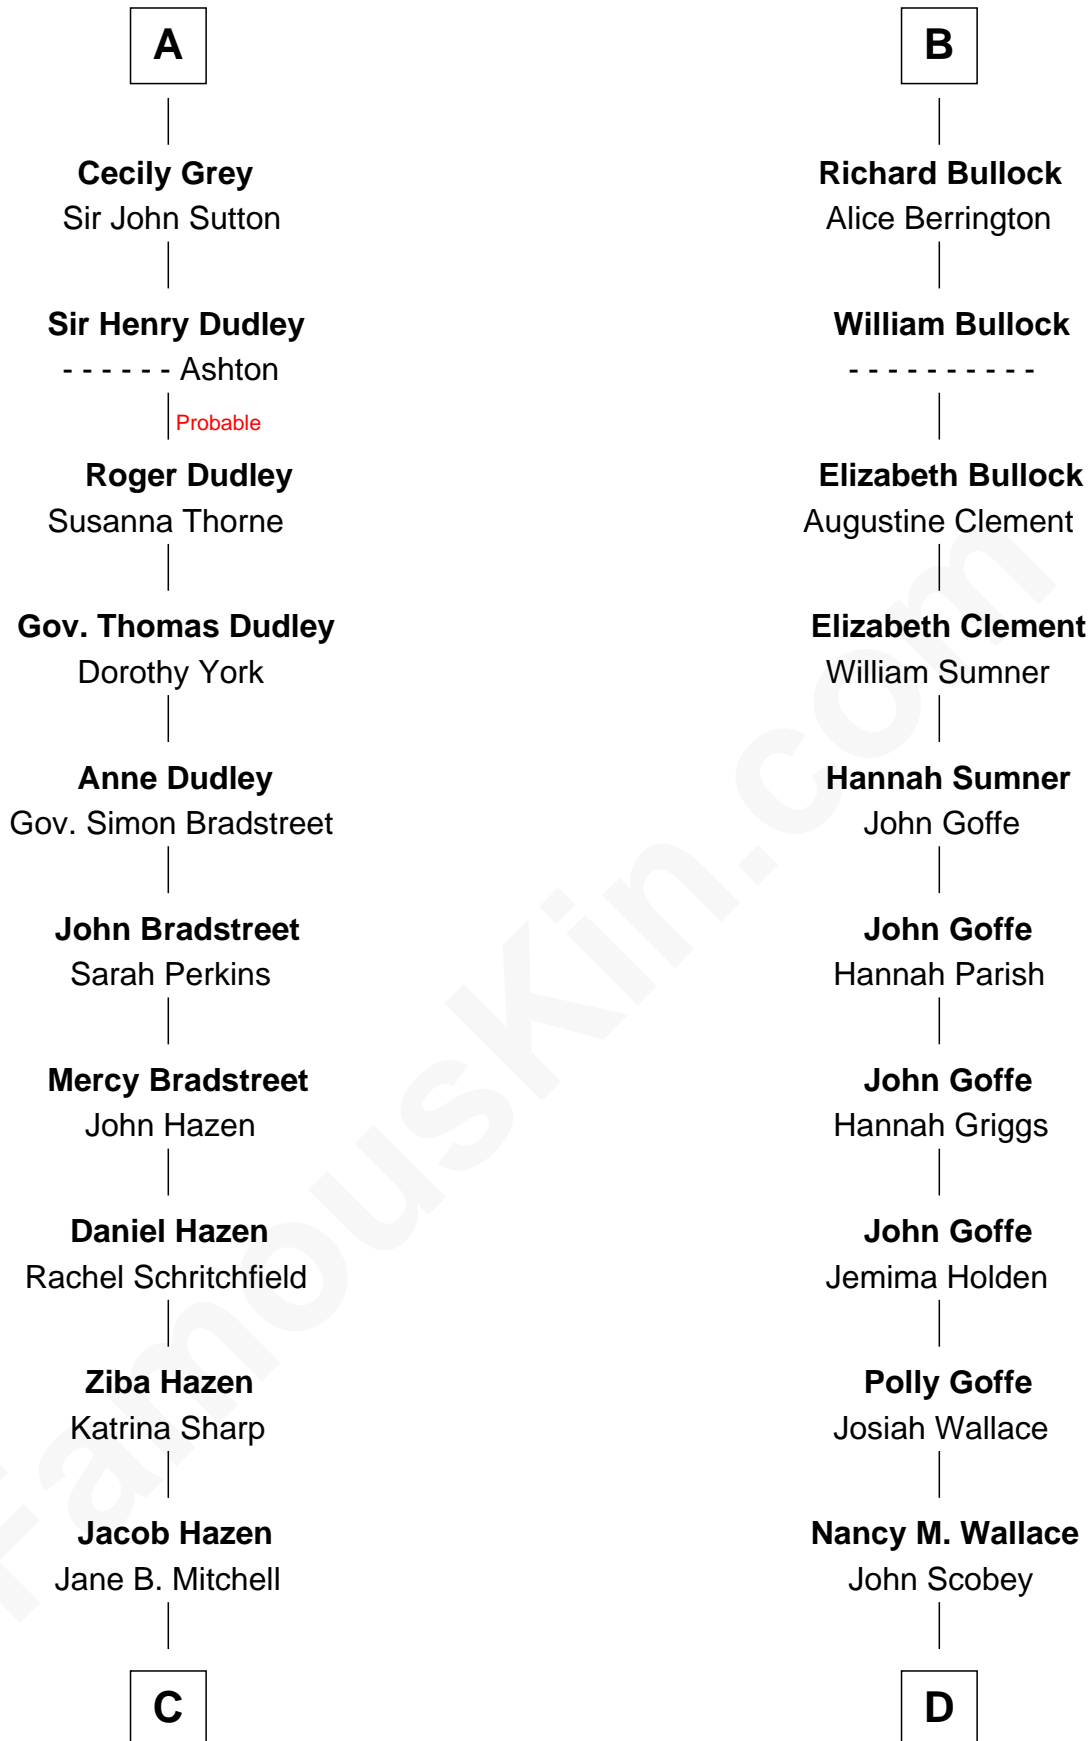 A
Cecily Grey
Sir John Sutton
Sir Henry Dudley
- - - - - - Ashton
Probable
Roger Dudley
Susanna Thorne
Gov. Thomas Dudley
Dorothy York
Anne Dudley
Gov. Simon Bradstreet
John Bradstreet
Sarah Perkins
Mercy Bradstreet
John Hazen
Daniel Hazen
Rachel Schritchfield
Ziba Hazen
Katrina Sharp
Jacob Hazen
Jane B. Mitchell
C
B
Richard Bullock
Alice Berrington
William Bullock
- - - - - - - - - -
Elizabeth Bullock
Augustine Clement
Elizabeth Clement
William Sumner
Hannah Sumner
John Goffe
John Goffe
Hannah Parish
John Goffe
Hannah Griggs
John Goffe
Jemima Holden
Polly Goffe
Josiah Wallace
Nancy M. Wallace
John Scobey
D
FamousKin.com